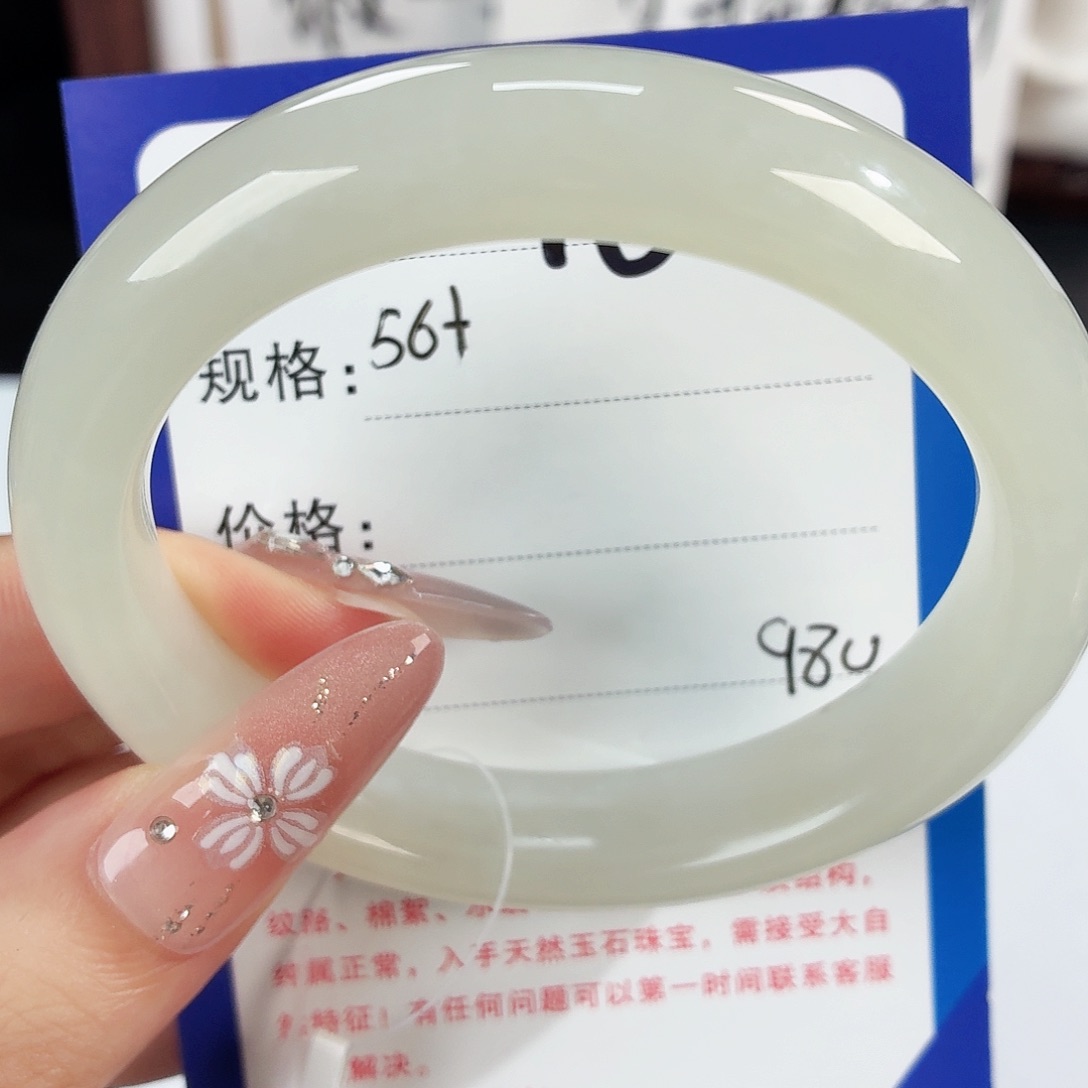 规格：56+
价格：
980
纹路、棉絮、
属正常，入手天然玉石珠宝，需接受大自
特征！有任何问题可以第一时间联系客服
解决。